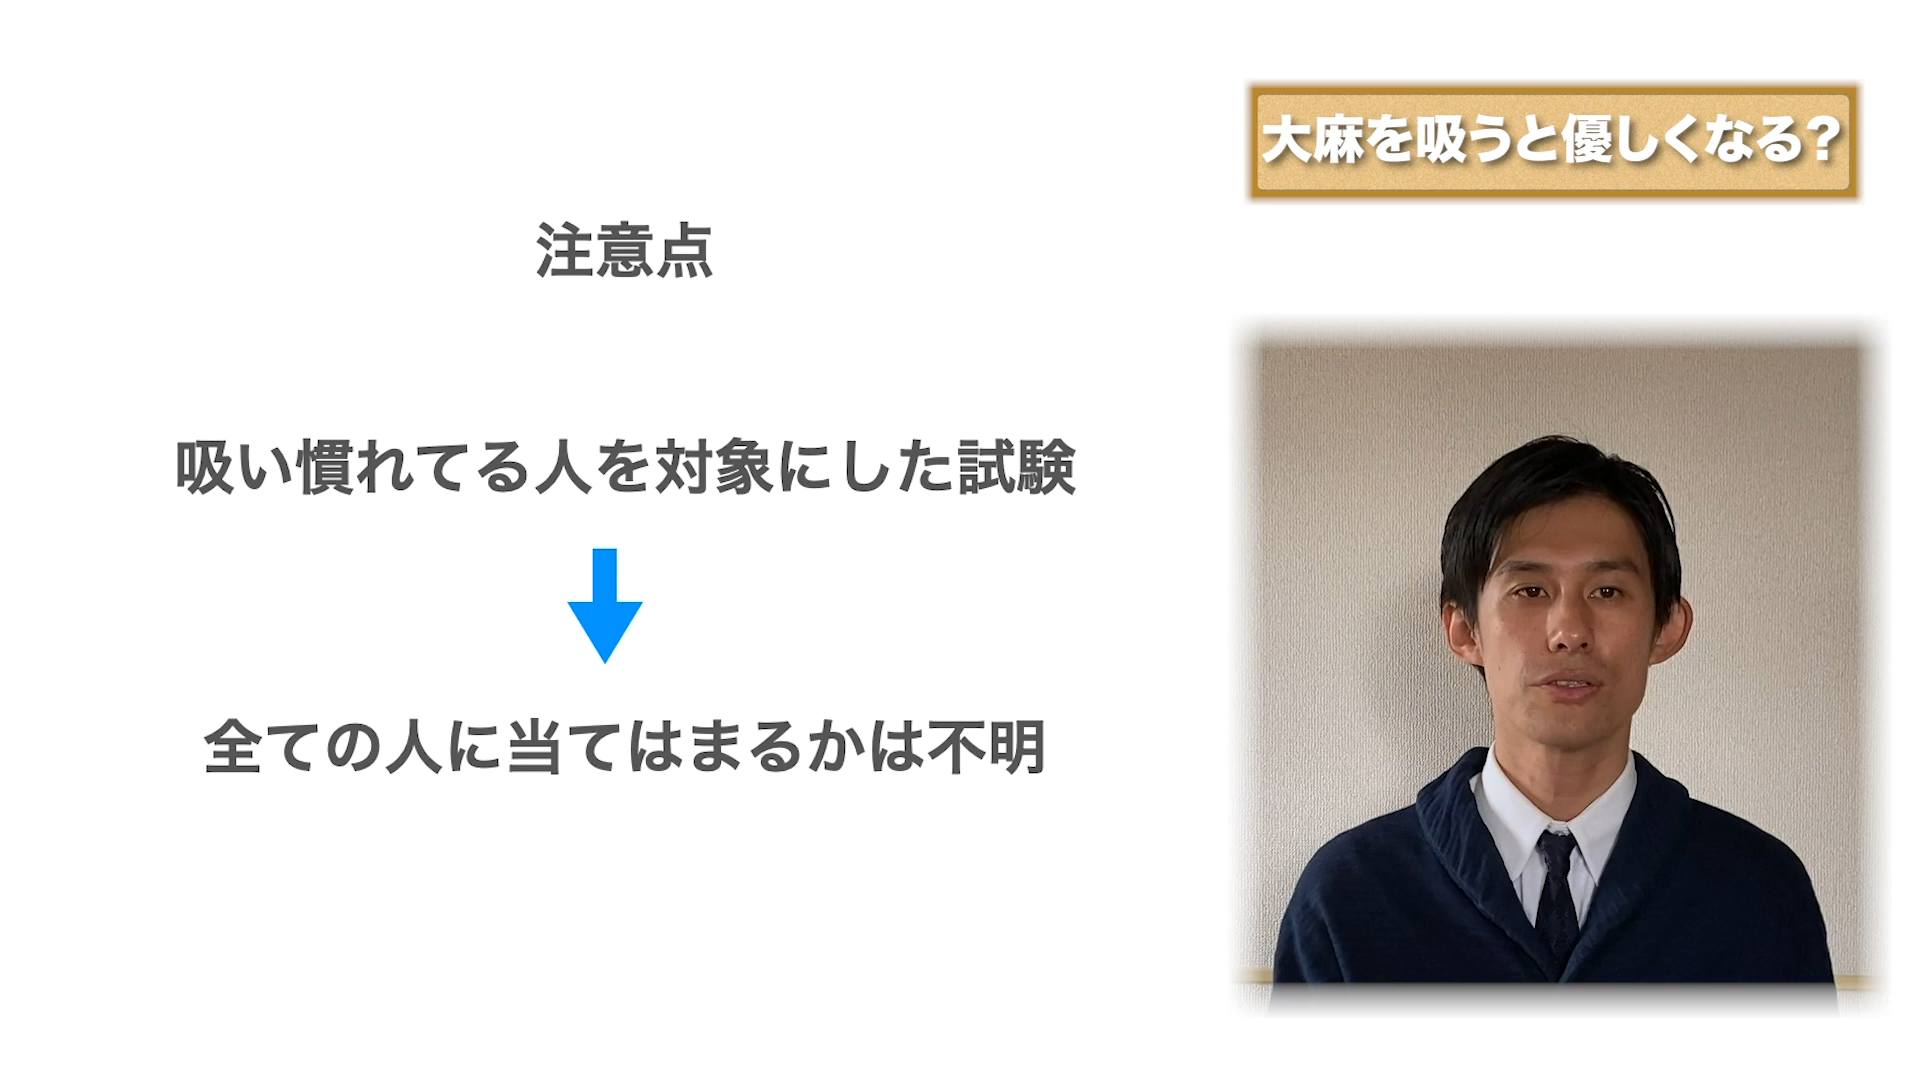 大麻を吸うと優しくなる？
注意点
吸い慣れてる人を対象にした試験
全ての人に当てはまるかは不明